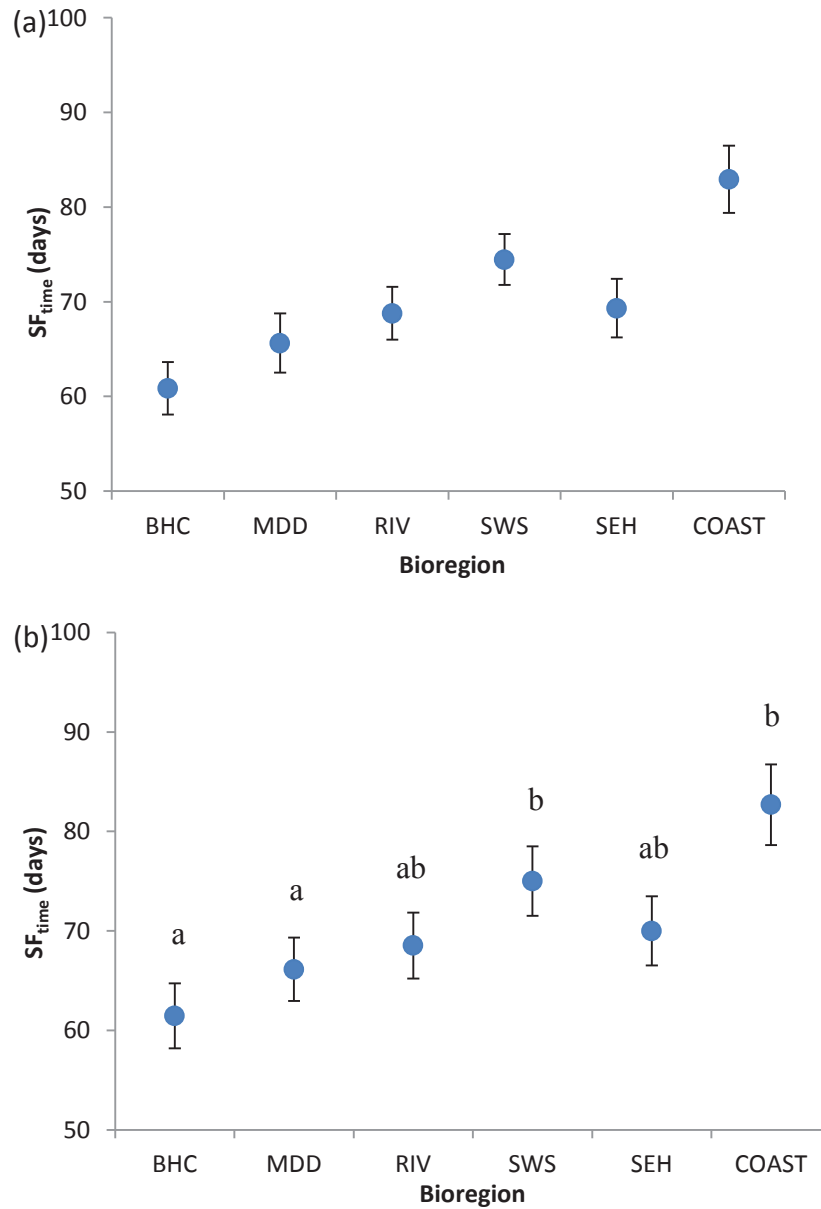 (a)
100
90
80
70
60
50
SFtime (days)
BHC MDD RIV SWS SEH COAST
Bioregion
(b)
100
90
80
70
60
50
SFtime (days)
a a ab b ab b
BHC MDD RIV SWS SEH COAST
Bioregion